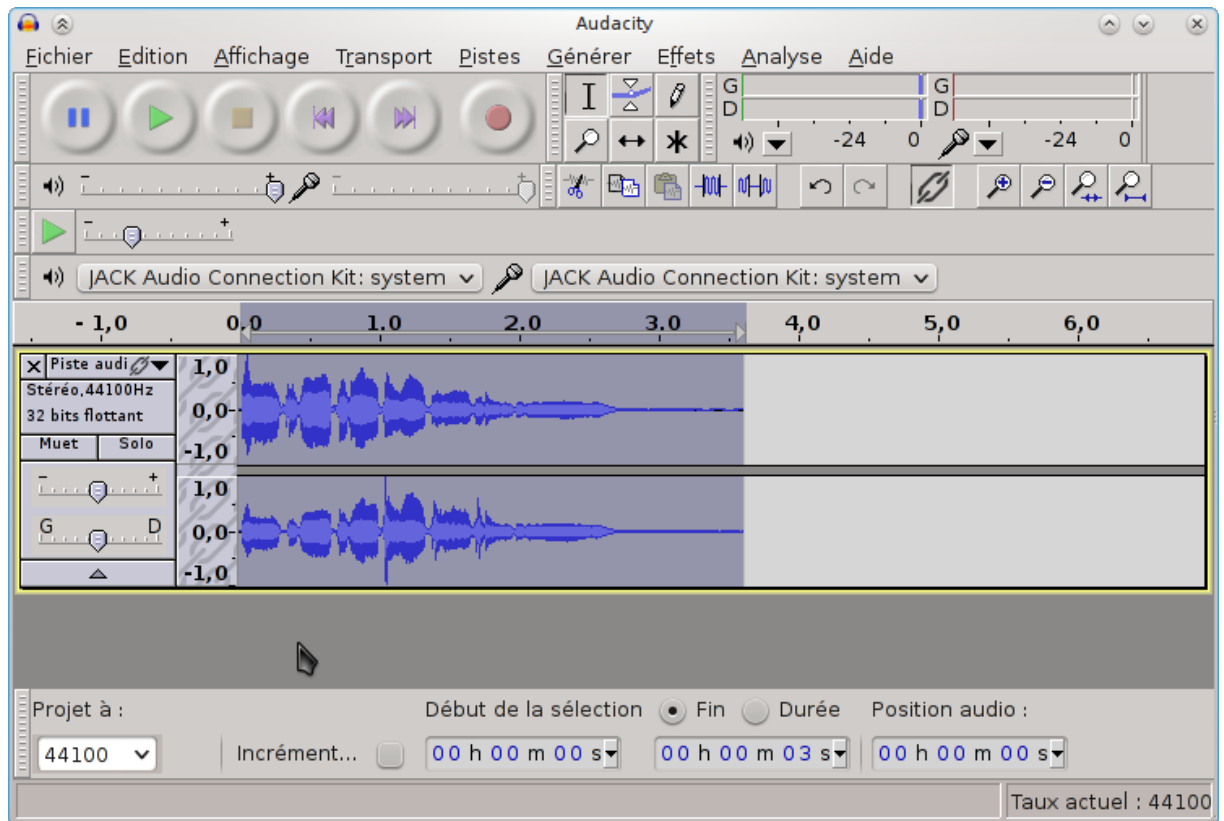 Audacity
Fichier Edition Affichage Transport Pistes Générer Effets Analyse Aide
G G
D D
-24 0 -24 0
- + - +
- +
JACK Audio Connection Kit: system JACK Audio Connection Kit: system
- 1,0 0,0 1,0 2,0 3,0 4,0 5,0 6,0
X Piste audi
Stéréo,44100Hz
32 bits flottant
Muet Solo
- +
G D
1,0
0,0
-1,0
1,0
0,0
-1,0
Projet à : Début de la sélection Fin Durée Position audio :
44100 Incrément... 00 h 00 m 00 s 00 h 00 m 03 s 00 h 00 m 00 s
Taux actuel : 44100